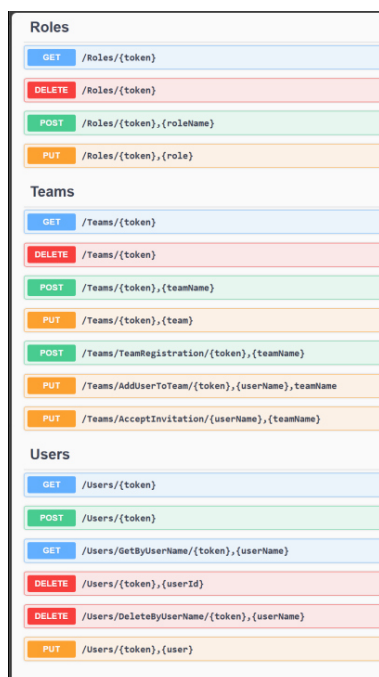 Roles
GET /Roles/{token}
DELETE /Roles/{token}
POST /Roles/{token},{roleName}
PUT /Roles/{token},{role}
Teams
GET /Teams/{token}
DELETE /Teams/{token}
POST /Teams/{token},{teamName}
PUT /Teams/{token},{team}
POST /Teams/TeamRegistration/{token},{teamName}
PUT /Teams/AddUserToTeam/{token},{userName},teamName
PUT /Teams/AcceptInvitation/{userName},{teamName}
Users
GET /Users/{token}
POST /Users/{token}
GET /Users/GetByUserName/{token},{userName}
DELETE /Users/{token},{userId}
DELETE /Users/DeleteByUserName/{token},{userName}
PUT /Users/{token},{user}